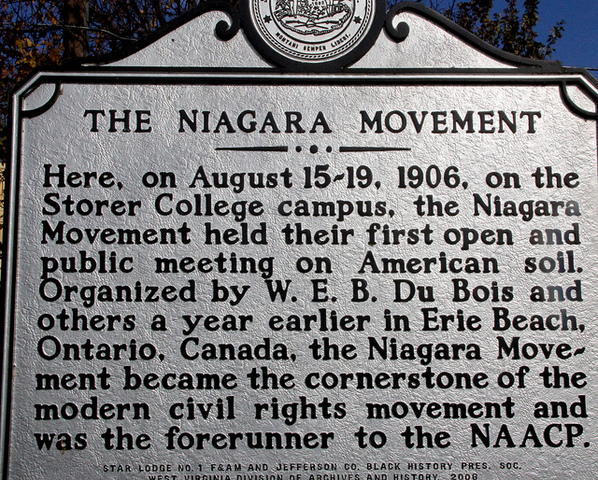 MONTANI SEMPER LIBERI
THE NIAGARA MOVEMENT
Here, on August 15-19, 1906, on the
Storer College campus, the Niagara
Movement held their first open and
public meeting on American soil.
Organized by W. E. B. Du Bois and
others a year earlier in Erie Beach,
Ontario, Canada, the Niagara Move-
ment became the cornerstone of the
modern civil rights movement and
was the forerunner to the NAACP.
STAR LODGE NO. 1 F&AM AND JEFFERSON CO. BLACK HISTORY PRES. SOC.
WEST VIRGINIA DIVISION OF ARCHIVES AND HISTORY, 2008